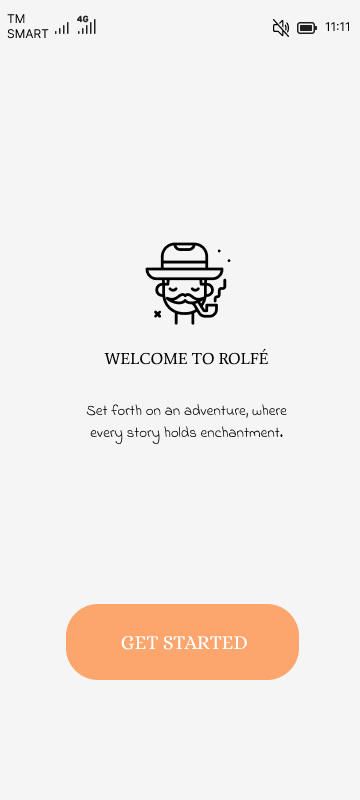 TM
SMART
4G
11:11
WELCOME TO ROLFÉ
Set forth on an adventure, where
every story holds enchantment.
GET STARTED